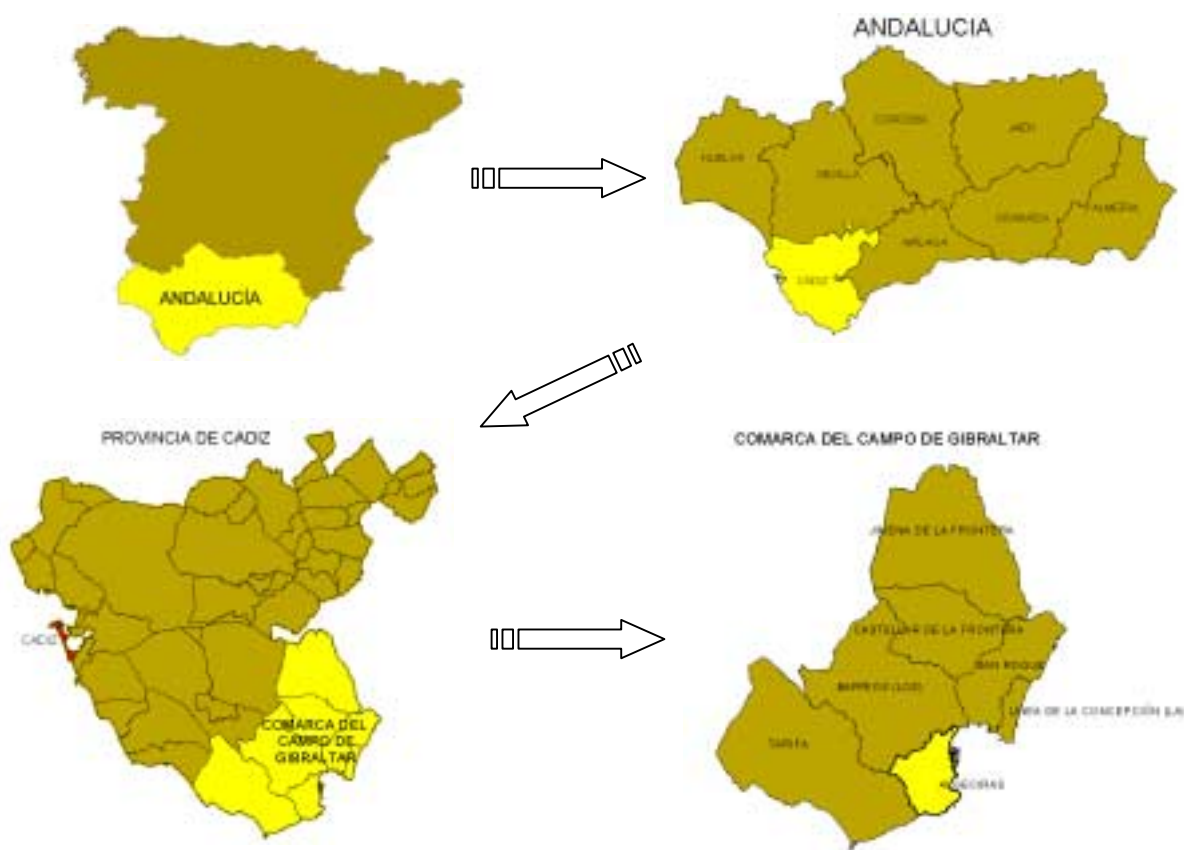 ANDALUCÍA
ANDALUCIA
CORDOBA
JAEN
HUELVA
SEVILLA
GRANADA
ALMERIA
MALAGA
CADIZ
PROVINCIA DE CADIZ
CADIZ
COMARCA DEL
CAMPO DE
GIBRALTAR
COMARCA DEL CAMPO DE GIBRALTAR
JIMENA DE LA FRONTERA
CASTELLAR DE LA FRONTERA
SAN ROQUE
BARRIOS (LOS)
LINEA DE LA CONCEPCIÓN (LA)
TARIFA
ALGECIRAS